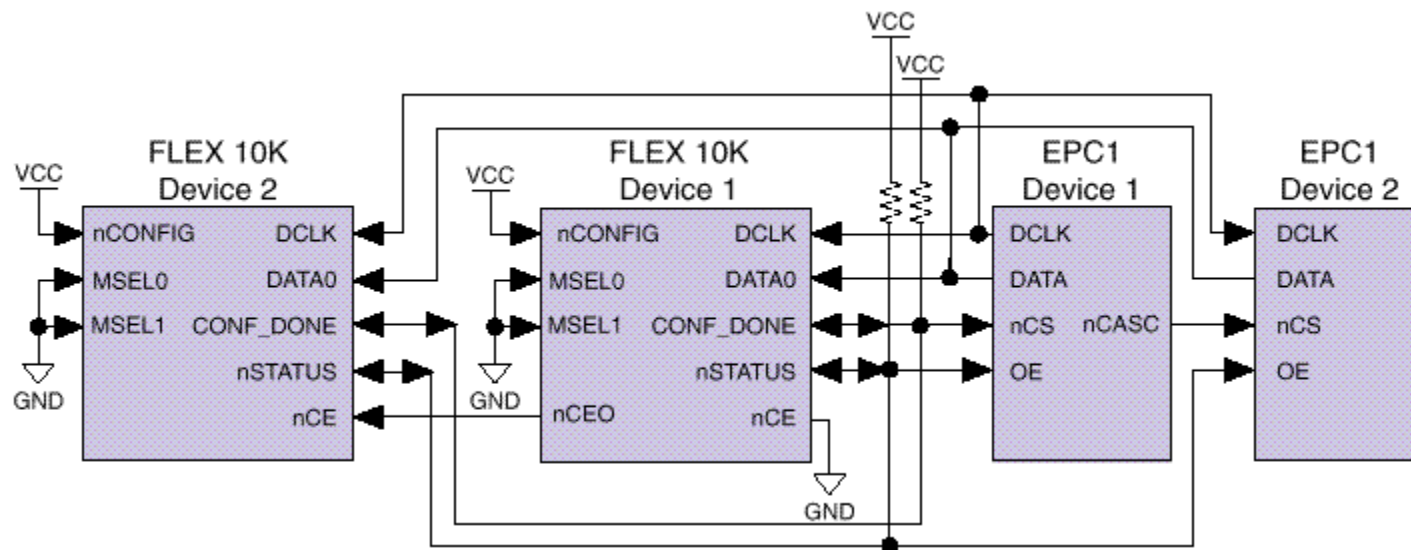 VCC
VCC
FLEX 10K
Device 2
FLEX 10K
Device 1
EPC1
Device 1
EPC1
Device 2
VCC
nCONFIG
MSEL0
MSEL1
GND
DCLK
DATA0
CONF_DONE
nSTATUS
nCE
VCC
nCONFIG
MSEL0
MSEL1
GND
nCEO
DCLK
DATA0
CONF_DONE
nSTATUS
nCE
GND
DCLK
DATA
nCS
nCASC
OE
DCLK
DATA
nCS
OE